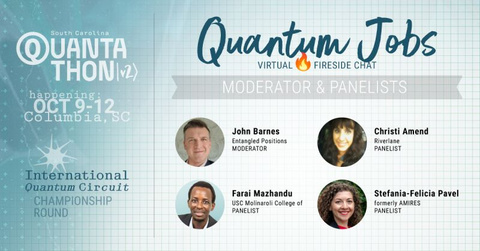 South Carolina
QUANTA
THON|v2⟩
happening:
OCT 9-12
Columbia, SC
International
Quantum Circuit
CHAMPIONSHIP
ROUND
Quantum Jobs
VIRTUAL FIRESIDE CHAT
MODERATOR & PANELISTS
John Barnes
Entangled Positions
MODERATOR
Christi Amend
Riverlane
PANELIST
Farai Mazhandu
USC Molinaroli College of
PANELIST
Stefania-Felicia Pavel
formerly AMIRES
PANELIST